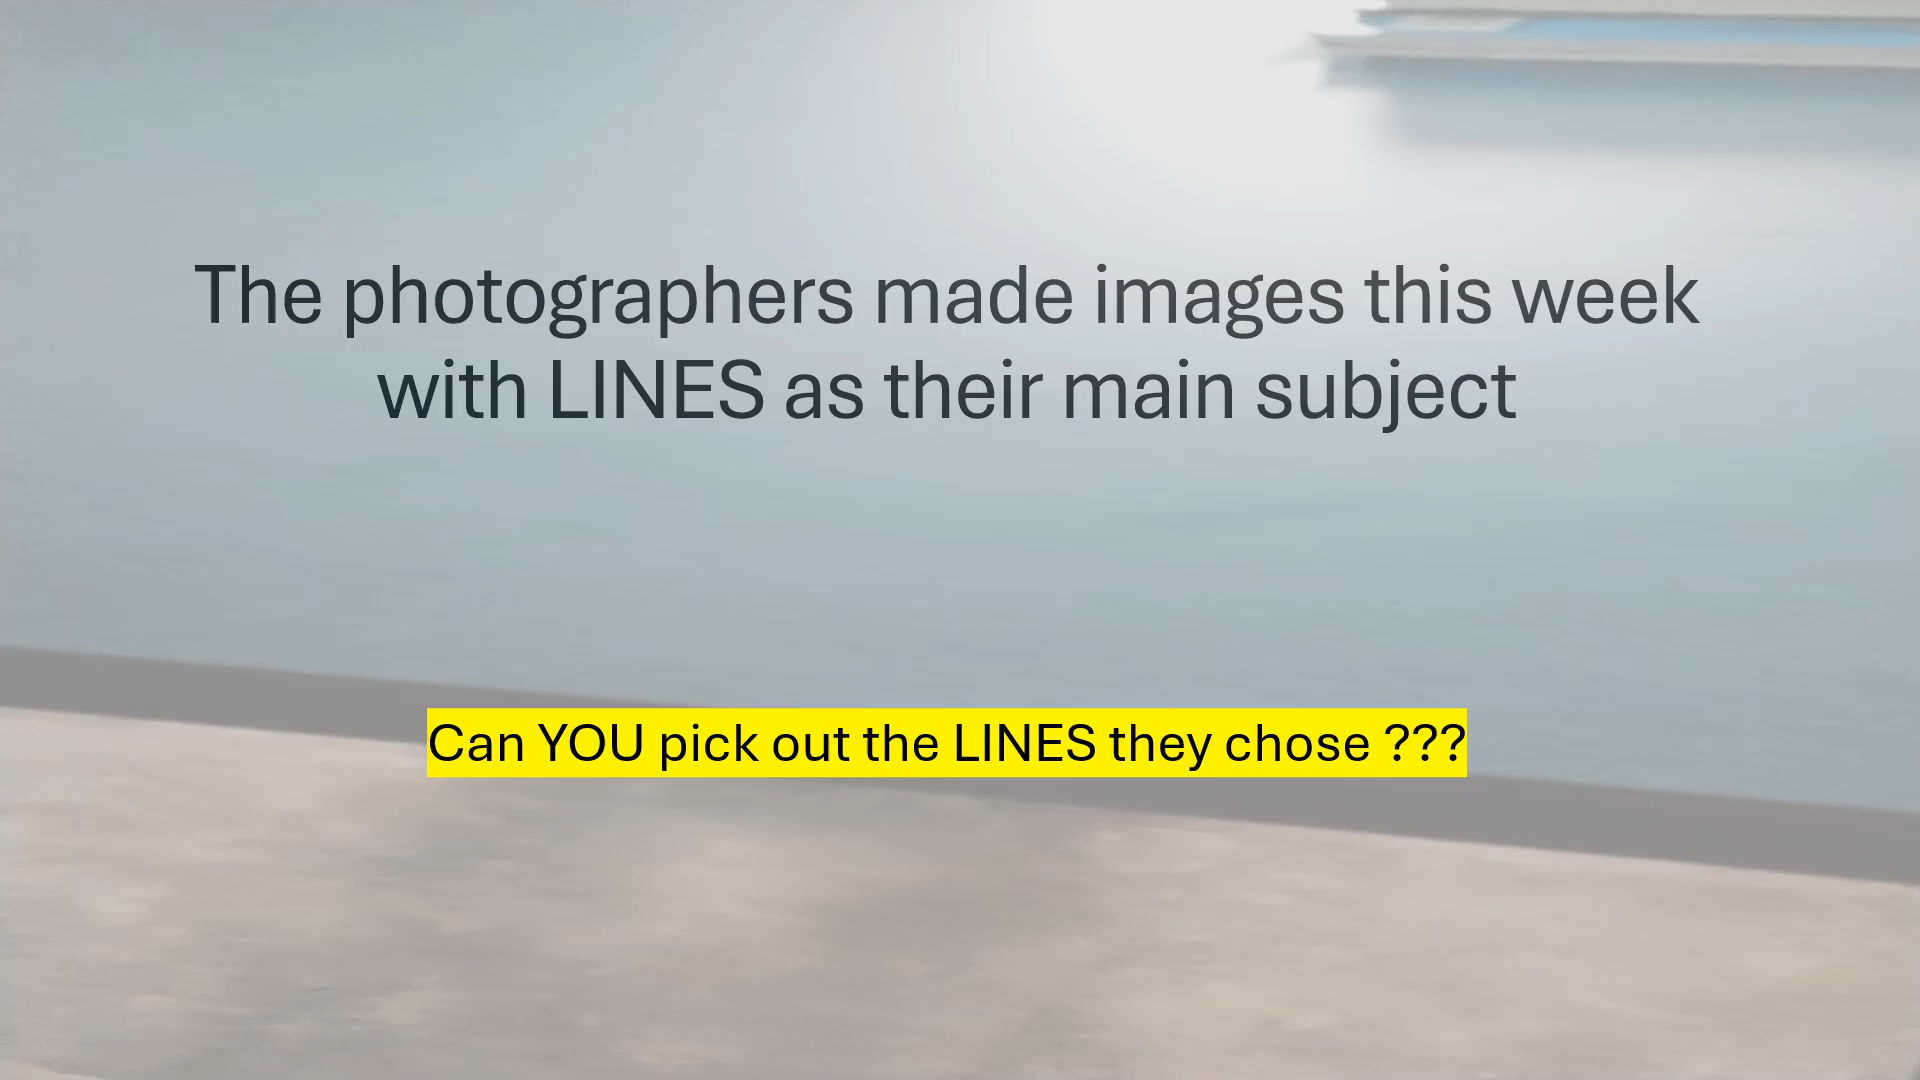 The photographers made images this week
with LINES as their main subject
Can YOU pick out the LINES they chose ???